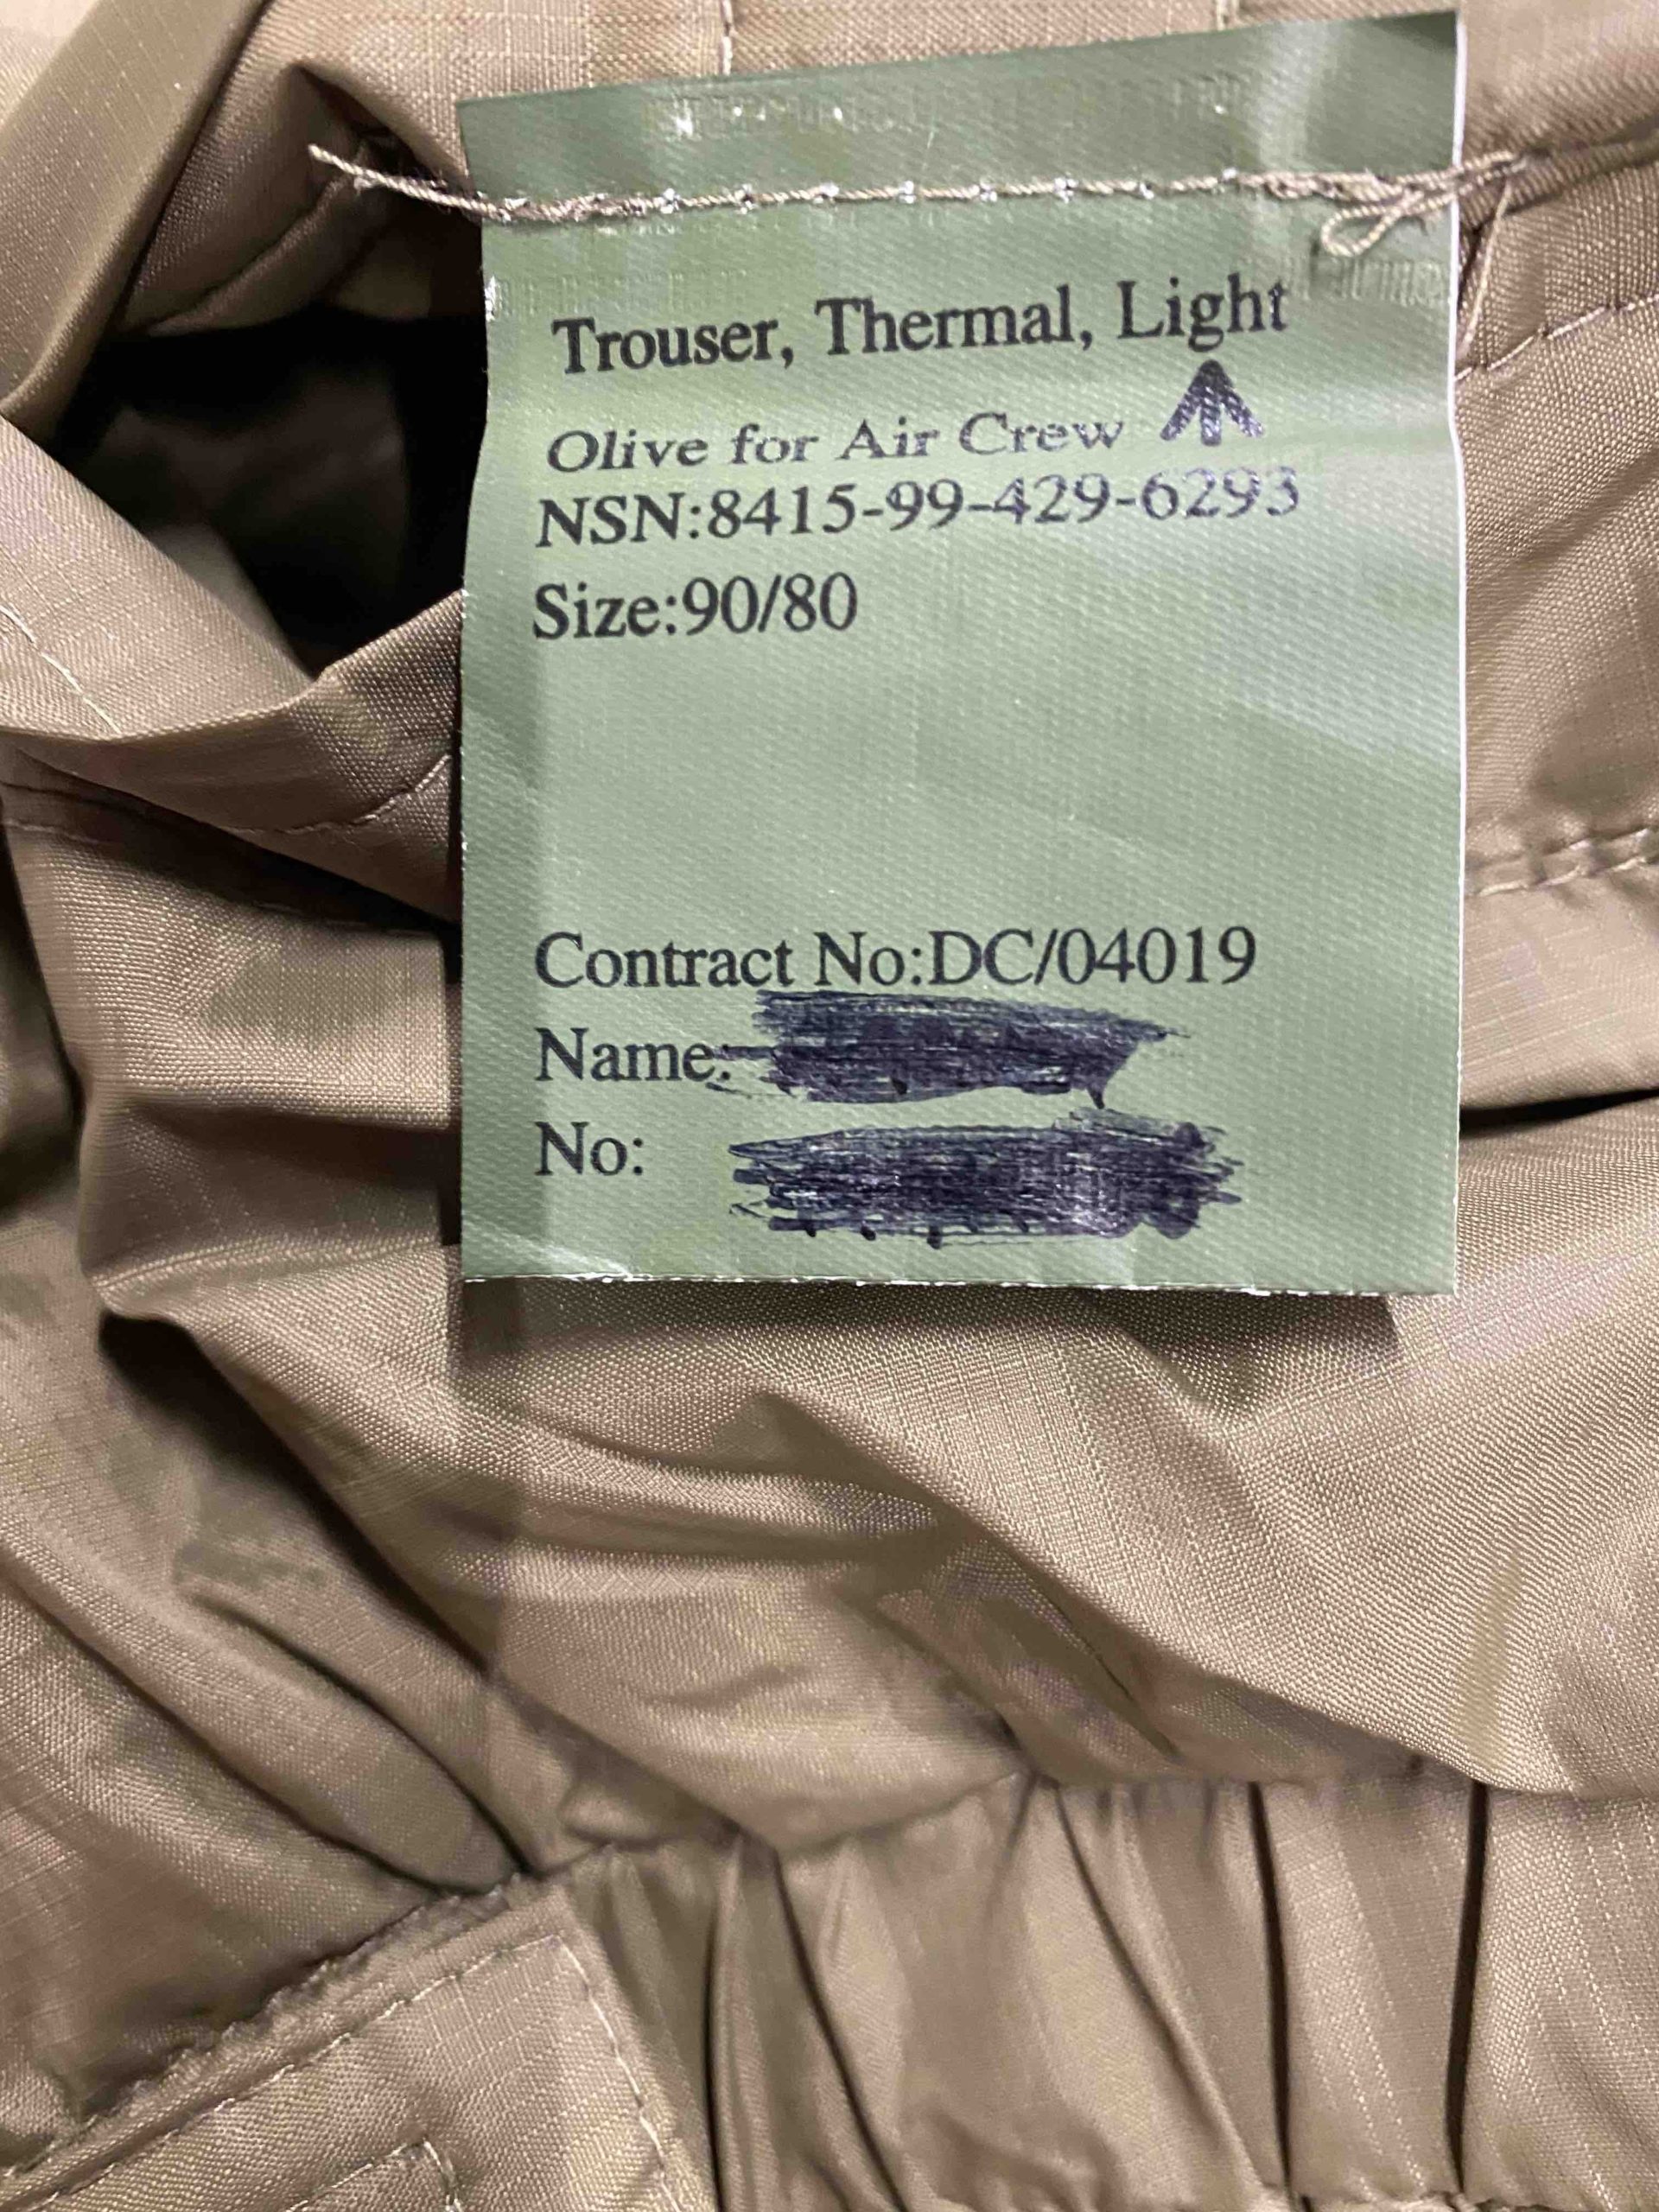 Trouser, Thermal, Light
Olive for Air Crew
NSN:8415-99-429-6293
Size:90/80
Contract No:DC/04019
Name:
No: